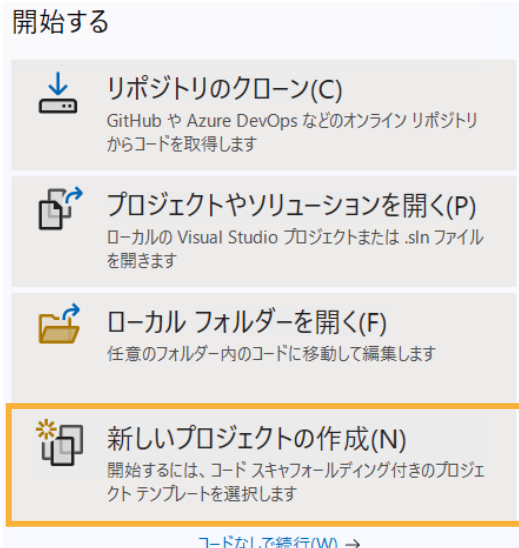 開始する
リポジトリのクローン(C)
GitHub や Azure DevOps などのオンライン リポジトリ
からコードを取得します
プロジェクトやソリューションを開く(P)
ローカルの Visual Studio プロジェクトまたは .sln ファイル
を開きます
ローカル フォルダーを開く(F)
任意のフォルダー内のコードに移動して編集します
新しいプロジェクトの作成(N)
開始するには、コード スキャフォールディング付きのプロジェ
クト テンプレートを選択します
コードなしで続行(W) →